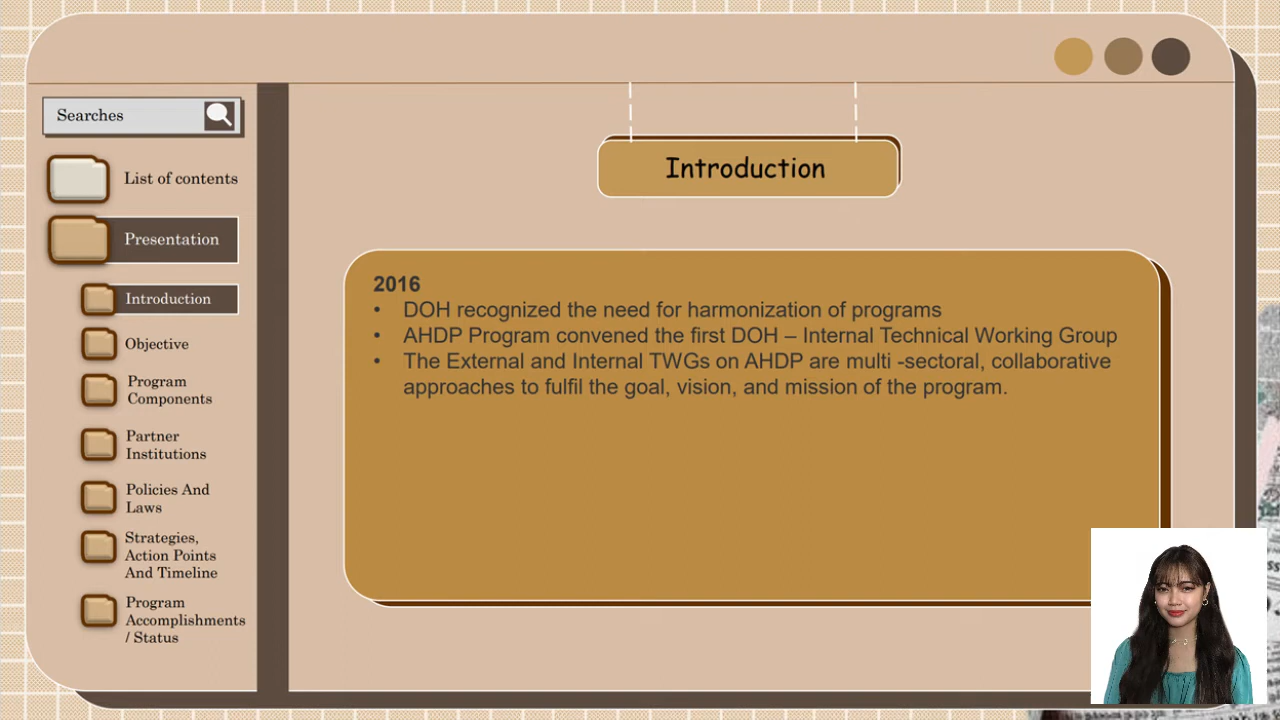 Searches
List of contents
Presentation
Introduction
Objective
Program
Components
Partner
Institutions
Policies And
Laws
Strategies,
Action Points
And Timeline
Program
Accomplishments
/ Status
Introduction
2016
• DOH recognized the need for harmonization of programs
• AHDP Program convened the first DOH – Internal Technical Working Group
• The External and Internal TWGs on AHDP are multi -sectoral, collaborative
approaches to fulfil the goal, vision, and mission of the program.